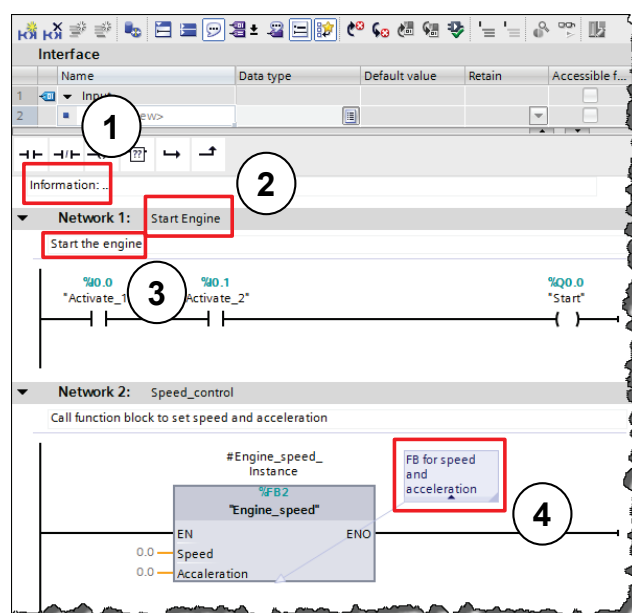 Interface
Name Data type Default value Retain Accessible f...
1 Input
2 ew>
1
??
2
Information: ..
Network 1: Start Engine
Start the engine
%I0.0 %I0.1 %Q0.0
"Activate_1 Activate_2" "Start"
3
Network 2: Speed_control
Call function block to set speed and acceleration
#Engine_speed_
Instance
%FB2
"Engine_speed"
FB for speed
and
acceleration
4
EN ENO
0.0 Speed
0.0 Accaleration